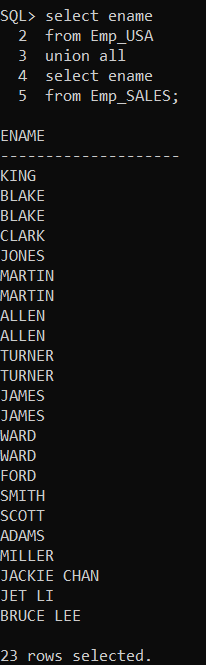 SQL> select ename
  2  from Emp_USA
  3  union all
  4  select ename
  5  from Emp_SALES;

ENAME
--------------------
KING
BLAKE
BLAKE
CLARK
JONES
MARTIN
MARTIN
ALLEN
ALLEN
TURNER
TURNER
JAMES
JAMES
WARD
WARD
FORD
SMITH
SCOTT
ADAMS
MILLER
JACKIE CHAN
JET LI
BRUCE LEE

23 rows selected.